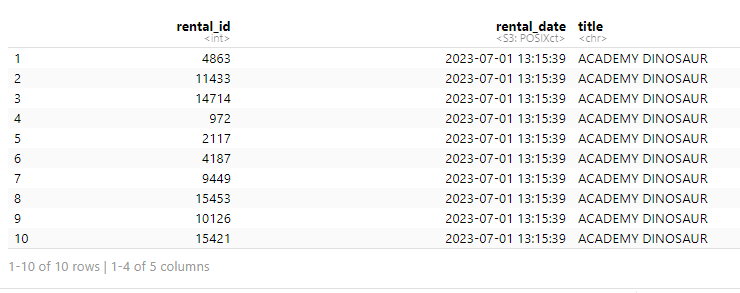 rental_id rental_date title
<int> <S3: POSIXct> <chr>
1 4863 2023-07-01 13:15:39 ACADEMY DINOSAUR
2 11433 2023-07-01 13:15:39 ACADEMY DINOSAUR
3 14714 2023-07-01 13:15:39 ACADEMY DINOSAUR
4 972 2023-07-01 13:15:39 ACADEMY DINOSAUR
5 2117 2023-07-01 13:15:39 ACADEMY DINOSAUR
6 4187 2023-07-01 13:15:39 ACADEMY DINOSAUR
7 9449 2023-07-01 13:15:39 ACADEMY DINOSAUR
8 15453 2023-07-01 13:15:39 ACADEMY DINOSAUR
9 10126 2023-07-01 13:15:39 ACADEMY DINOSAUR
10 15421 2023-07-01 13:15:39 ACADEMY DINOSAUR
1-10 of 10 rows | 1-4 of 5 columns